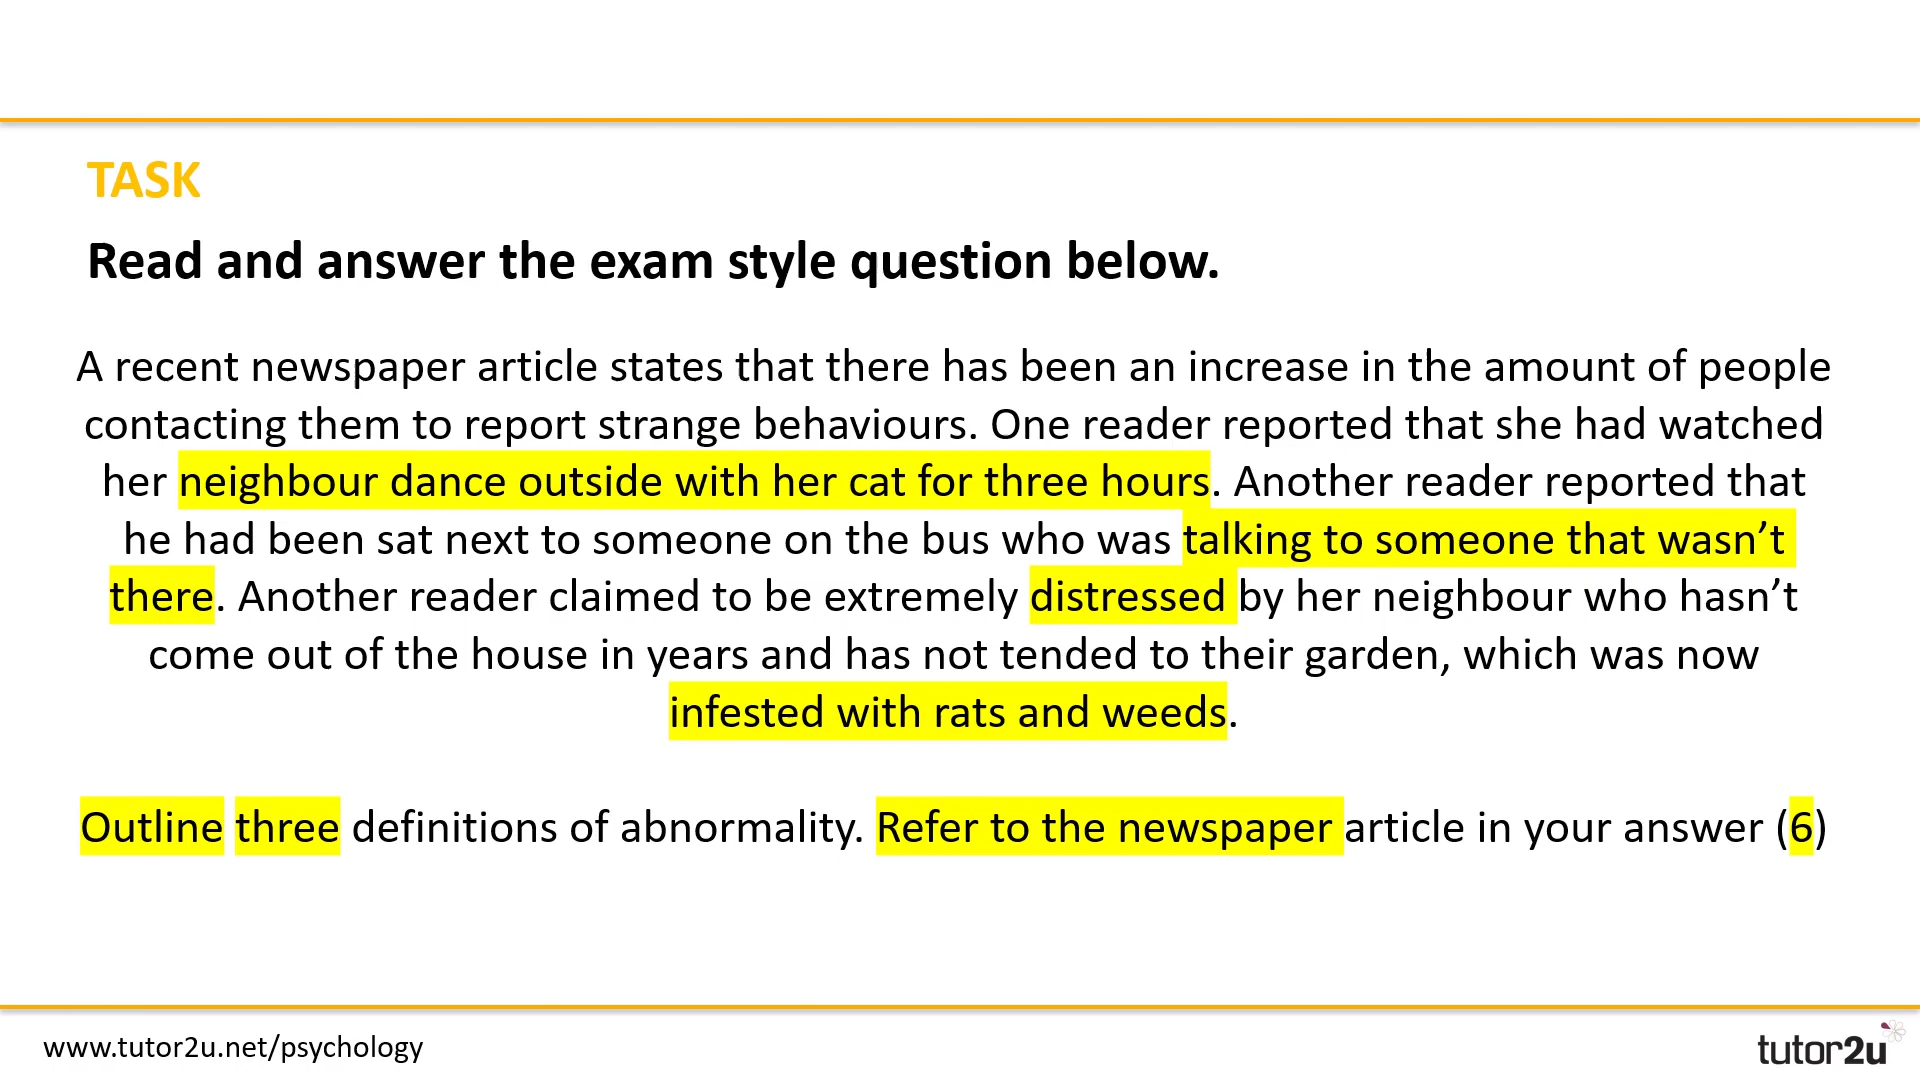 TASK
Read and answer the exam style question below.
A recent newspaper article states that there has been an increase in the amount of people
contacting them to report strange behaviours. One reader reported that she had watched
her neighbour dance outside with her cat for three hours. Another reader reported that
he had been sat next to someone on the bus who was talking to someone that wasn’t
there. Another reader claimed to be extremely distressed by her neighbour who hasn’t
come out of the house in years and has not tended to their garden, which was now
infested with rats and weeds.
Outline three definitions of abnormality. Refer to the newspaper article in your answer (6)
www.tutor2u.net/psychology
tutor2u